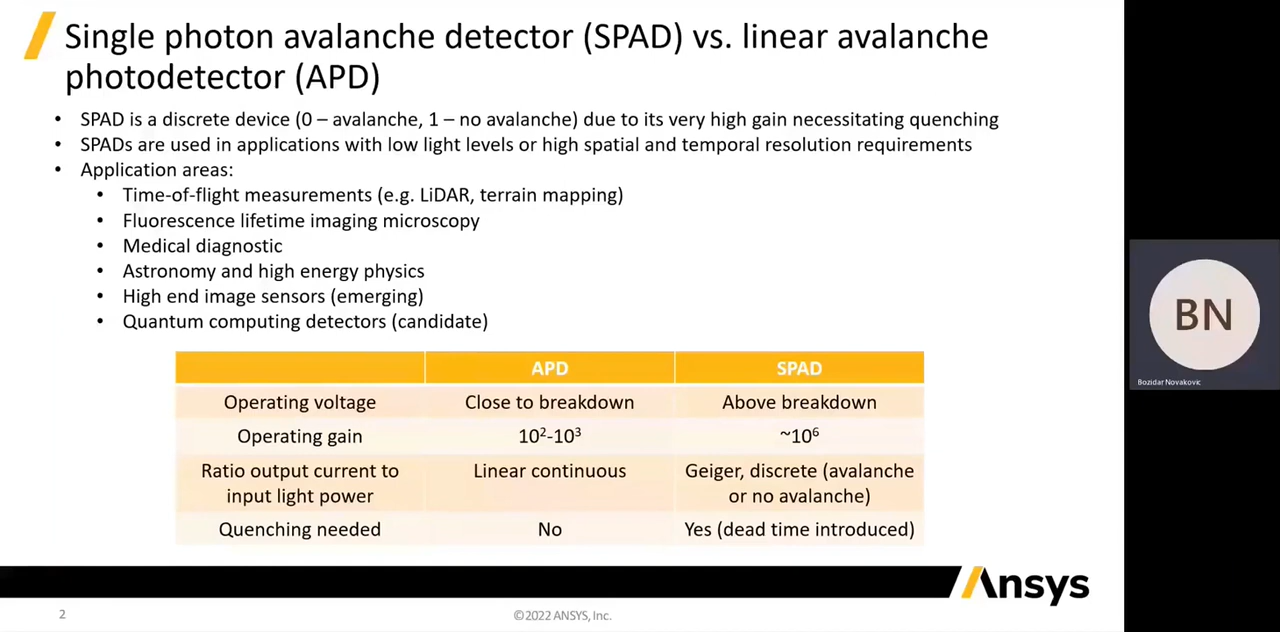 Single photon avalanche detector (SPAD) vs. linear avalanche
photodetector (APD)
• SPAD is a discrete device (0 – avalanche, 1 – no avalanche) due to its very high gain necessitating quenching
• SPADs are used in applications with low light levels or high spatial and temporal resolution requirements
• Application areas:
• Time-of-flight measurements (e.g. LiDAR, terrain mapping)
• Fluorescence lifetime imaging microscopy
• Medical diagnostic
• Astronomy and high energy physics
• High end image sensors (emerging)
• Quantum computing detectors (candidate)
APD SPAD
Operating voltage Close to breakdown Above breakdown
Operating gain 10²-10³ ~10⁶
Ratio output current to Linear continuous Geiger, discrete (avalanche
input light power or no avalanche)
Quenching needed No Yes (dead time introduced)
Ansys
2 ©2022 ANSYS, Inc.
BN
Bozidar Novakovic